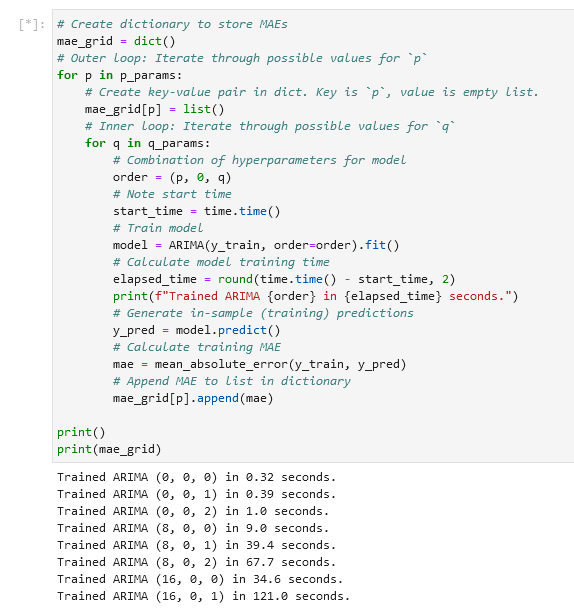 [*]:
# Create dictionary to store MAEs
mae_grid = dict()
# Outer loop: Iterate through possible values for `p`
for p in p_params:
    # Create key-value pair in dict. Key is `p`, value is empty list.
    mae_grid[p] = list()
    # Inner loop: Iterate through possible values for `q`
    for q in q_params:
        # Combination of hyperparameters for model
        order = (p, 0, q)
        # Note start time
        start_time = time.time()
        # Train model
        model = ARIMA(y_train, order=order).fit()
        # Calculate model training time
        elapsed_time = round(time.time() - start_time, 2)
        print(f"Trained ARIMA {order} in {elapsed_time} seconds.")
        # Generate in-sample (training) predictions
        y_pred = model.predict()
        # Calculate training MAE
        mae = mean_absolute_error(y_train, y_pred)
        # Append MAE to list in dictionary
        mae_grid[p].append(mae)

print()
print(mae_grid)
Trained ARIMA (0, 0, 0) in 0.32 seconds.
Trained ARIMA (0, 0, 1) in 0.39 seconds.
Trained ARIMA (0, 0, 2) in 1.0 seconds.
Trained ARIMA (8, 0, 0) in 9.0 seconds.
Trained ARIMA (8, 0, 1) in 39.4 seconds.
Trained ARIMA (8, 0, 2) in 67.7 seconds.
Trained ARIMA (16, 0, 0) in 34.6 seconds.
Trained ARIMA (16, 0, 1) in 121.0 seconds.